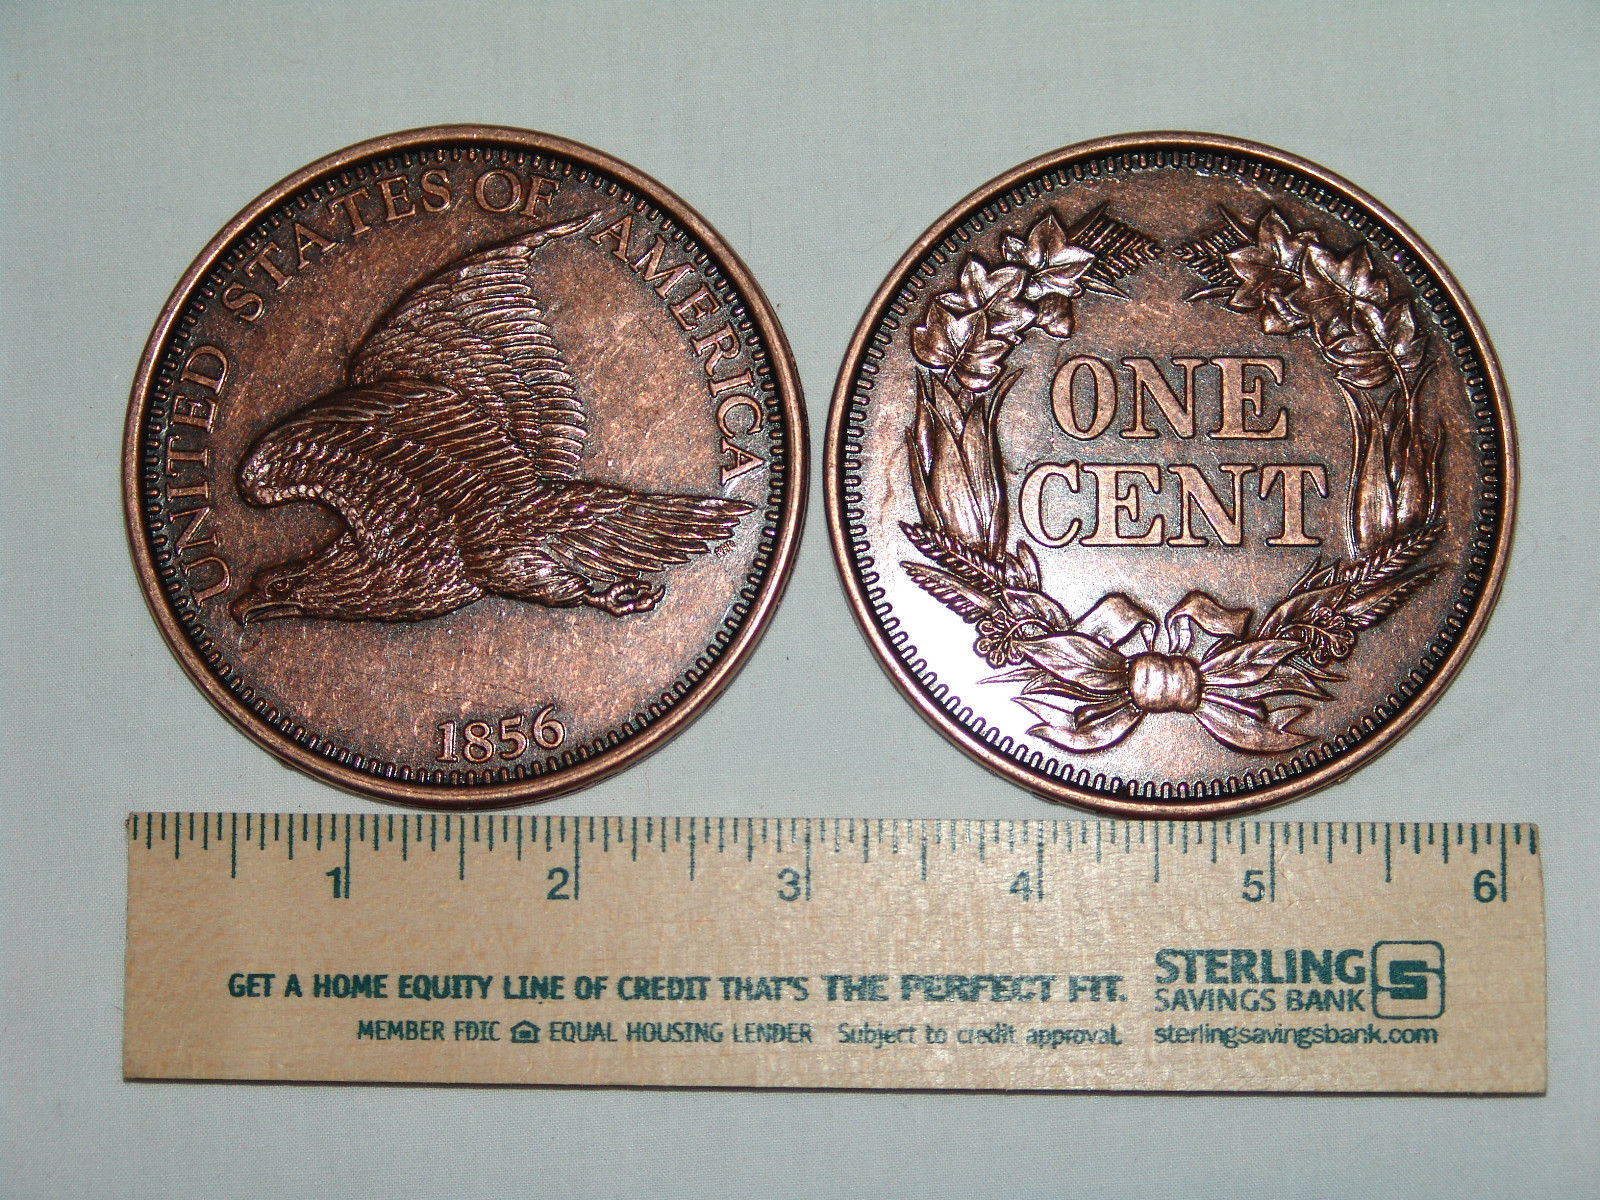 UNITED STATES OF AMERICA
1856
ONE
CENT
1 2 3 4 5 6
GET A HOME EQUITY LINE OF CREDIT THAT'S THE PERFECT FIT.
MEMBER FDIC EQUAL HOUSING LENDER Subject to credit approval.
STERLING
SAVINGS BANK
S
sterlingsavingsbank.com